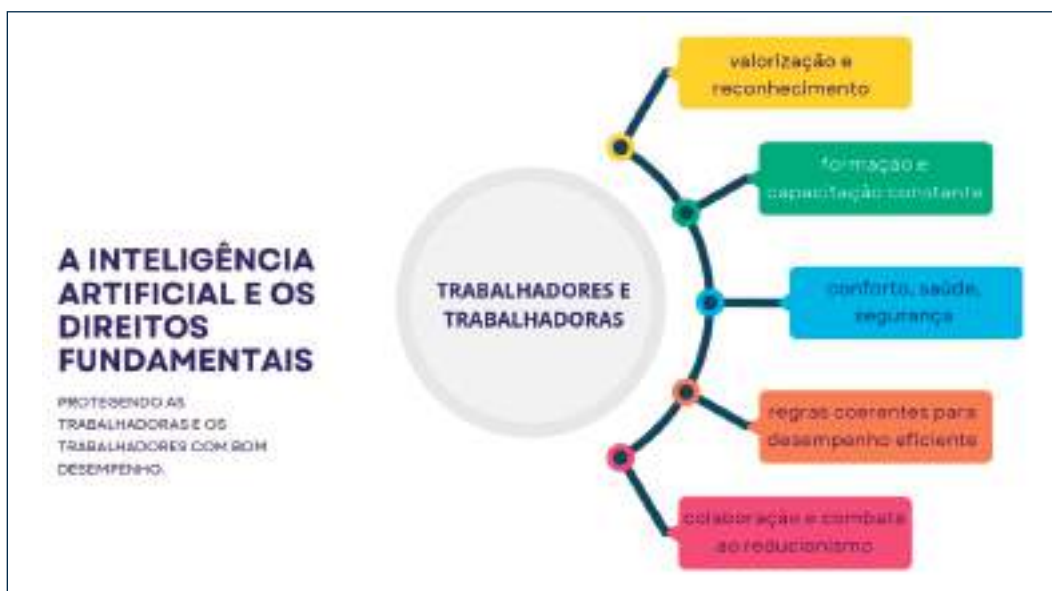 A INTELIGÊNCIA
ARTIFICIAL E OS
DIREITOS
FUNDAMENTAIS
PROTEGENDO AS
TRABALHADORAS E OS
TRABALHADORES COM BOM
DESEMPENHO.
TRABALHADORES E
TRABALHADORAS
valorização e
reconhecimento
formação e
capacitação constante
conforto, saúde,
segurança
regras coerentes para
desempenho eficiente
colaboração e combate
ao reducionismo